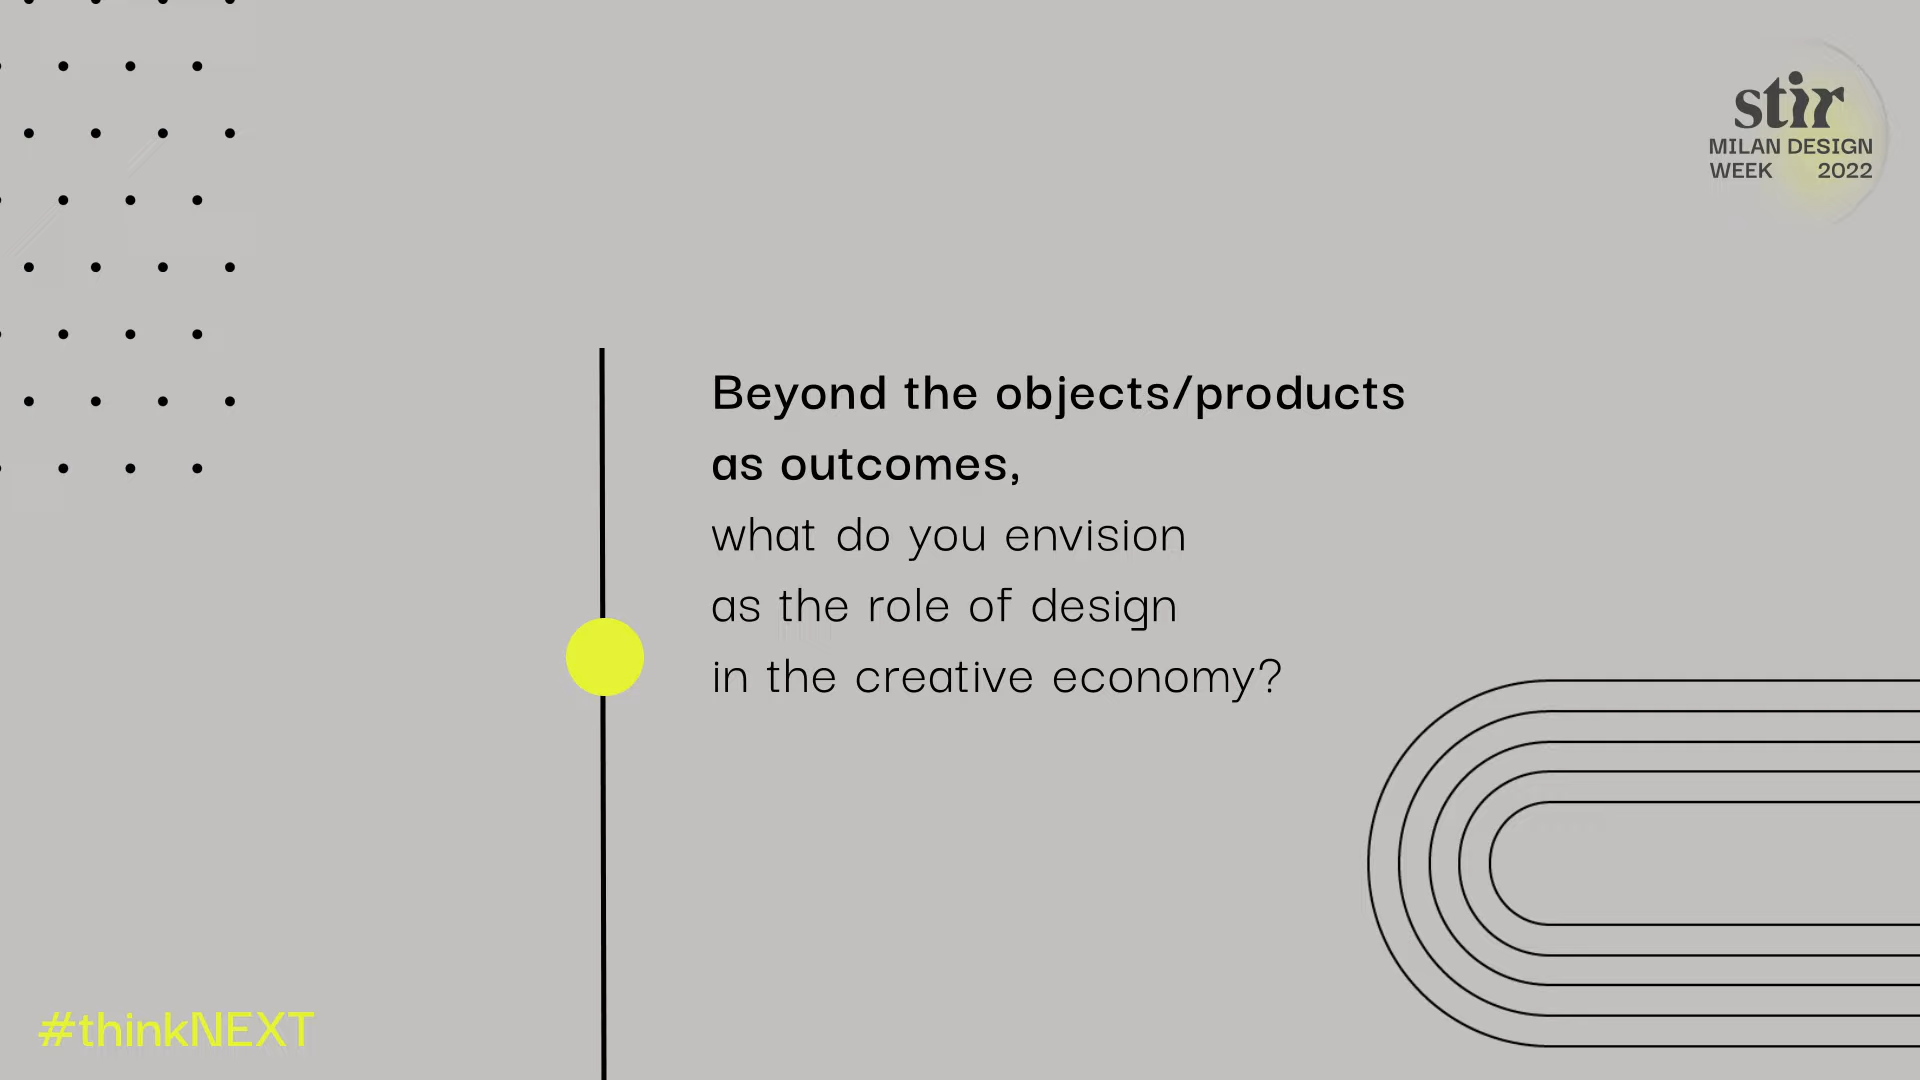 stir
MILAN DESIGN
WEEK 2022
Beyond the objects/products
as outcomes,
what do you envision
as the role of design
in the creative economy?
#thinkNEXT